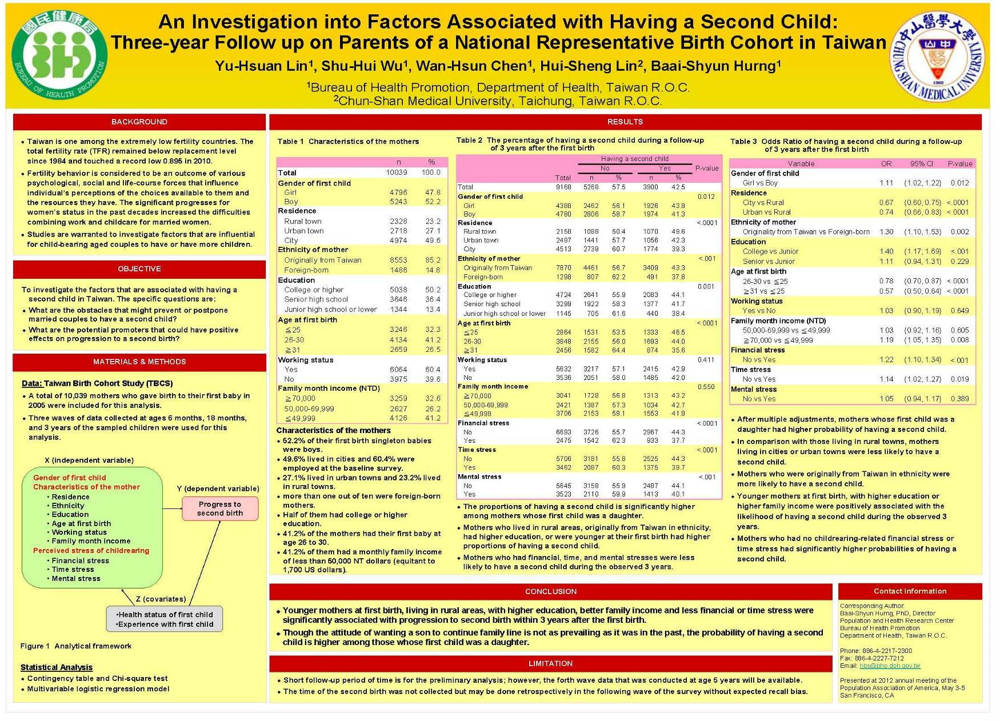 國民健康局
BUREAU OF HEALTH PROMOTION
An Investigation into Factors Associated with Having a Second Child:
Three-year Follow up on Parents of a National Representative Birth Cohort in Taiwan
Yu-Hsuan Lin1, Shu-Hui Wu1, Wan-Hsun Chen1, Hui-Sheng Lin2, Baai-Shyun Hurng1
1Bureau of Health Promotion, Department of Health, Taiwan R.O.C.
2Chun-Shan Medical University, Taichung, Taiwan R.O.C.
中山醫學大學
CHUNG SHAN MEDICAL UNIVERSITY
山中
醫
1960
BACKGROUND
• Taiwan is one among the extremely low fertility countries. The
total fertility rate (TFR) remained below replacement level
since 1984 and touched a record low 0.895 in 2010.
• Fertility behavior is considered to be an outcome of various
psychological, social and life-course forces that influence
individual's perceptions of the choices available to them and
the resources they have. The significant progresses for
women's status in the past decades increased the difficulties
combining work and childcare for married women.
• Studies are warranted to investigate factors that are influential
for child-bearing aged couples to have or have more children.
OBJECTIVE
To investigate the factors that are associated with having a
second child in Taiwan. The specific questions are:
• What are the obstacles that might prevent or postpone
married couples to have a second child?
• What are the potential promoters that could have positive
effects on progression to a second birth?
MATERIALS & METHODS
Data: Taiwan Birth Cohort Study (TBCS)
• A total of 10,039 mothers who gave birth to their first baby in
2005 were included for this analysis.
• Three waves of data collected at ages 6 months, 18 months,
and 3 years of the sampled children were used for this
analysis.
X (independent variable)
Gender of first child
Characteristics of the mother
• Residence
• Ethnicity
• Education
• Age at first birth
• Working status
• Family month income
Perceived stress of childrearing
• Financial stress
• Time stress
• Mental stress
Y (dependent variable)
Progress to
second birth
Z (covariates)
•Health status of first child
•Experience with first child
Figure 1 Analytical framework
Statistical Analysis
• Contingency table and Chi-square test
• Multivariable logistic regression model
RESULTS
Table 1 Characteristics of the mothers
n %
Total 10039 100.0
Gender of first child
Girl 4796 47.8
Boy 5243 52.2
Residence
Rural town 2328 23.2
Urban town 2718 27.1
City 4974 49.6
Ethnicity of mother
Originally from Taiwan 8553 85.2
Foreign-born 1486 14.8
Education
College or higher 5038 50.2
Senior high school 3646 36.4
Junior high school or lower 1344 13.4
Age at first birth
≦25 3246 32.3
26-30 4134 41.2
≧31 2659 26.5
Working status
Yes 6064 60.4
No 3975 39.6
Family month income (NTD)
≧70,000 3259 32.6
50,000-69,999 2627 26.2
≦49,999 4126 41.2
Characteristics of the mothers
• 52.2% of their first birth singleton babies
were boys.
• 49.6% lived in cities and 60.4% were
employed at the baseline survey.
• 27.1% lived in urban towns and 23.2% lived
in rural towns.
• more than one out of ten were foreign-born
mothers.
• Half of them had college or higher
education.
• 41.2% of the mothers had their first baby at
age 26 to 30.
• 41.2% of them had a monthly family income
of less than 50,000 NT dollars (equitant to
1,700 US dollars).
Table 2 The percentage of having a second child during a follow-up
of 3 years after the first birth
Having a second child
No Yes P-value
Total n % n %
Total 9168 5268 57.5 3900 42.5
Gender of first child 0.012
Girl 4388 2462 56.1 1926 43.9
Boy 4780 2806 58.7 1974 41.3
Residence <.0001
Rural town 2158 1088 50.4 1070 49.6
Urban town 2497 1441 57.7 1056 42.3
City 4513 2739 60.7 1774 39.3
Ethnicity of mother <.001
Originally from Taiwan 7870 4461 56.7 3409 43.3
Foreign-born 1298 807 62.2 491 37.8
Education 0.001
College or higher 4724 2641 55.9 2083 44.1
Senior high school 3299 1922 58.3 1377 41.7
Junior high school or lower 1145 705 61.6 440 38.4
Age at first birth <.0001
≦25 2864 1531 53.5 1333 46.5
26-30 3848 2155 56.0 1693 44.0
≧31 2456 1582 64.4 874 35.6
Working status 0.411
Yes 5632 3217 57.1 2415 42.9
No 3536 2051 58.0 1485 42.0
Family month income 0.550
≧70,000 3041 1728 56.8 1313 43.2
50,000-69,999 2421 1387 57.3 1034 42.7
≦49,999 3706 2153 58.1 1553 41.9
Financial stress <.0001
No 6693 3726 55.7 2967 44.3
Yes 2475 1542 62.3 933 37.7
Time stress <.0001
No 5706 3181 55.8 2525 44.3
Yes 3462 2087 60.3 1375 39.7
Mental stress <.001
No 5645 3158 55.9 2487 44.1
Yes 3523 2110 59.9 1413 40.1
• The proportions of having a second child is significantly higher
among mothers whose first child was a daughter.
• Mothers who lived in rural areas, originally from Taiwan in ethnicity,
had higher education, or were younger at their first birth had higher
proportions of having a second child.
• Mothers who had financial, time, and mental stresses were less
likely to have a second child during the observed 3 years.
Table 3 Odds Ratio of having a second child during a follow-up
of 3 years after the first birth
Variable OR 95% CI P-value
Gender of first child
Girl vs Boy 1.11 (1.02, 1.22) 0.012
Residence
City vs Rural 0.67 (0.60, 0.75) <.0001
Urban vs Rural 0.74 (0.66, 0.83) <.0001
Ethnicity of mother
Originality from Taiwan vs Foreign-born 1.30 (1.10, 1.53) 0.002
Education
College vs Junior 1.40 (1.17, 1.69) <.001
Senior vs Junior 1.11 (0.94, 1.31) 0.229
Age at first birth
26-30 vs ≦25 0.78 (0.70, 0.87) <.0001
≧31 vs ≦25 0.57 (0.50, 0.64) <.0001
Working status
Yes vs No 1.03 (0.90, 1.19) 0.649
Family month income (NTD)
50,000-69,999 vs ≦49,999 1.03 (0.92, 1.16) 0.605
≧70,000 vs ≦49,999 1.19 (1.05, 1.35) 0.008
Financial stress
No vs Yes 1.22 (1.10, 1.34) <.001
Time stress
No vs Yes 1.14 (1.02, 1.27) 0.019
Mental stress
No vs Yes 1.05 (0.94, 1.17) 0.389
• After multiple adjustments, mothers whose first child was a
daughter had higher probability of having a second child.
• In comparison with those living in rural towns, mothers
living in cities or urban towns were less likely to have a
second child.
• Mothers who were originally from Taiwan in ethnicity were
more likely to have a second child.
• Younger mothers at first birth, with higher education or
higher family income were positively associated with the
likelihood of having a second child during the observed 3
years.
• Mothers who had no childrearing-related financial stress or
time stress had significantly higher probabilities of having a
second child.
CONCLUSION
• Younger mothers at first birth, living in rural areas, with higher education, better family income and less financial or time stress were
significantly associated with progression to second birth within 3 years after the first birth.
• Though the attitude of wanting a son to continue family line is not as prevailing as it was in the past, the probability of having a second
child is higher among those whose first child was a daughter.
LIMITATION
• Short follow-up period of time is for the preliminary analysis; however, the forth wave data that was conducted at age 5 years will be available.
• The time of the second birth was not collected but may be done retrospectively in the following wave of the survey without expected recall bias.
Contact Information
Corresponding Author:
Baai-Shyun Hurng, PhD, Director
Population and Health Research Center
Bureau of Health Promotion
Department of Health, Taiwan R.O.C.
Phone: 886-4-2217-2300
Fax: 886-4-2227-7212
Email: hbs@bhp.doh.gov.tw
Presented at 2012 annual meeting of the
Population Association of America, May 3-5
San Francisco, CA